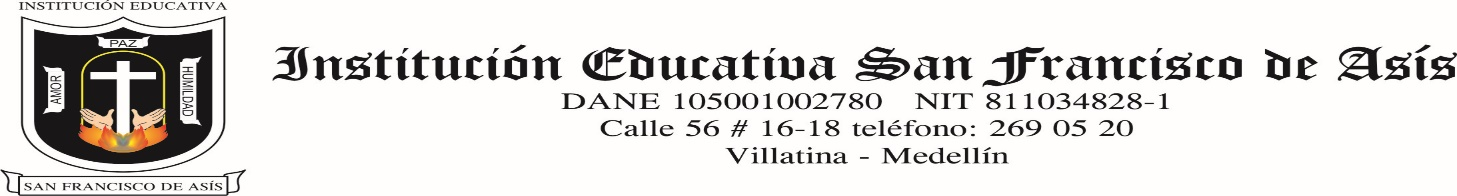 INSTITUCIÓN EDUCATIVA
PAZ
AMOR
HUMILDAD
SAN FRANCISCO DE ASÍS
Institución Educativa San Francisco de Asís
DANE 105001002780 NIT 811034828-1
Calle 56 # 16-18 teléfono: 269 05 20
Villatina - Medellín